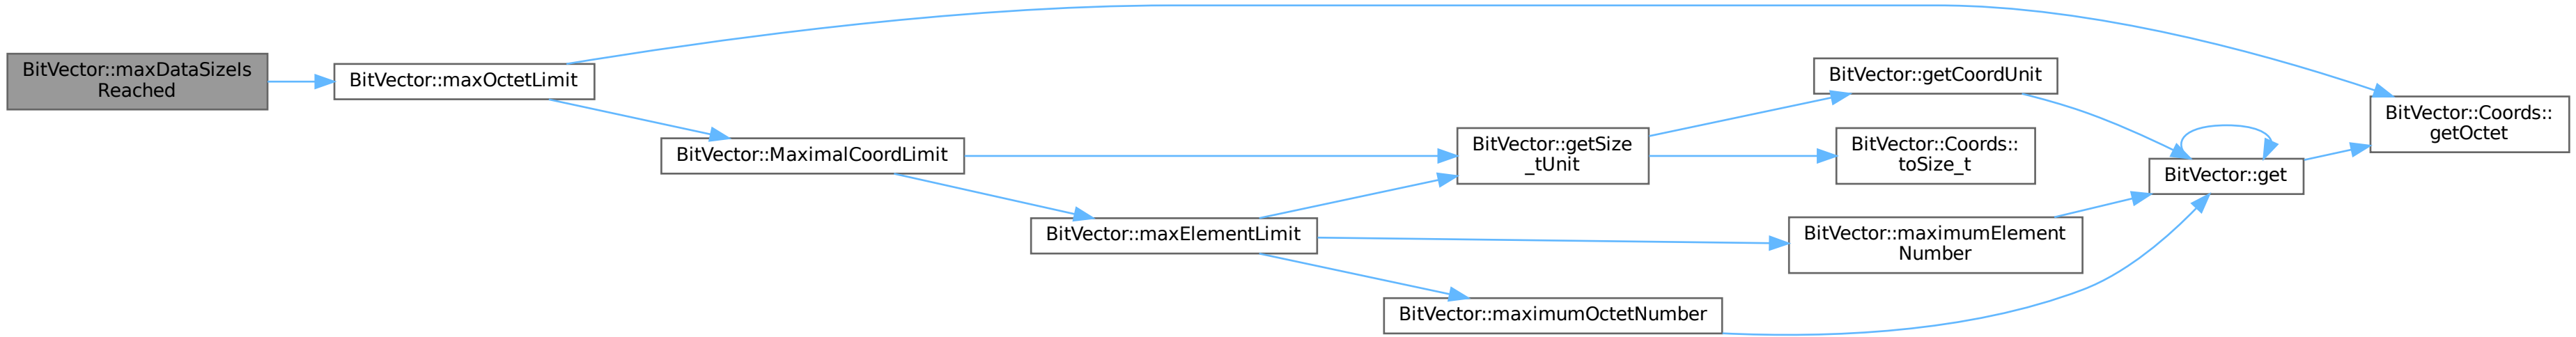 BitVector::maxDataSizeIs
Reached
BitVector::maxOctetLimit
BitVector::MaximalCoordLimit
BitVector::maxElementLimit
BitVector::getSize
_tUnit
BitVector::maximumOctetNumber
BitVector::getCoordUnit
BitVector::Coords::
toSize_t
BitVector::maximumElement
Number
BitVector::get
BitVector::Coords::
getOctet